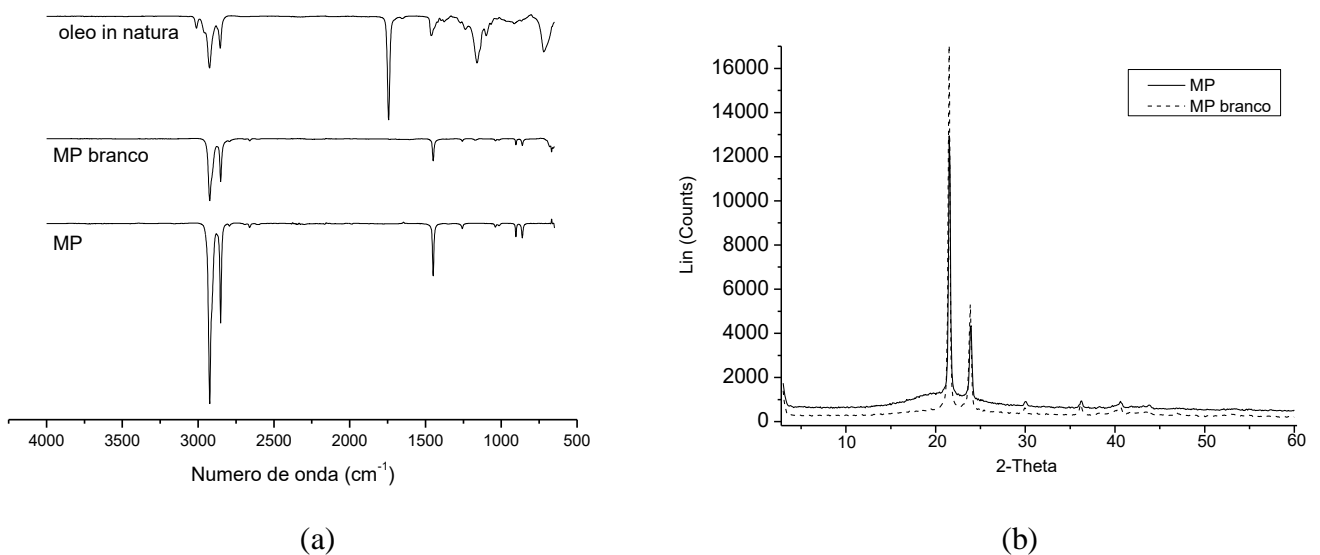 oleo in natura
MP branco
MP
4000 3500 3000 2500 2000 1500 1000 500
Numero de onda (cm⁻¹)
(a)
16000
14000
12000
10000
8000
6000
4000
2000
0
Lin (Counts)
MP
MP branco
10 20 30 40 50 60
2-Theta
(b)